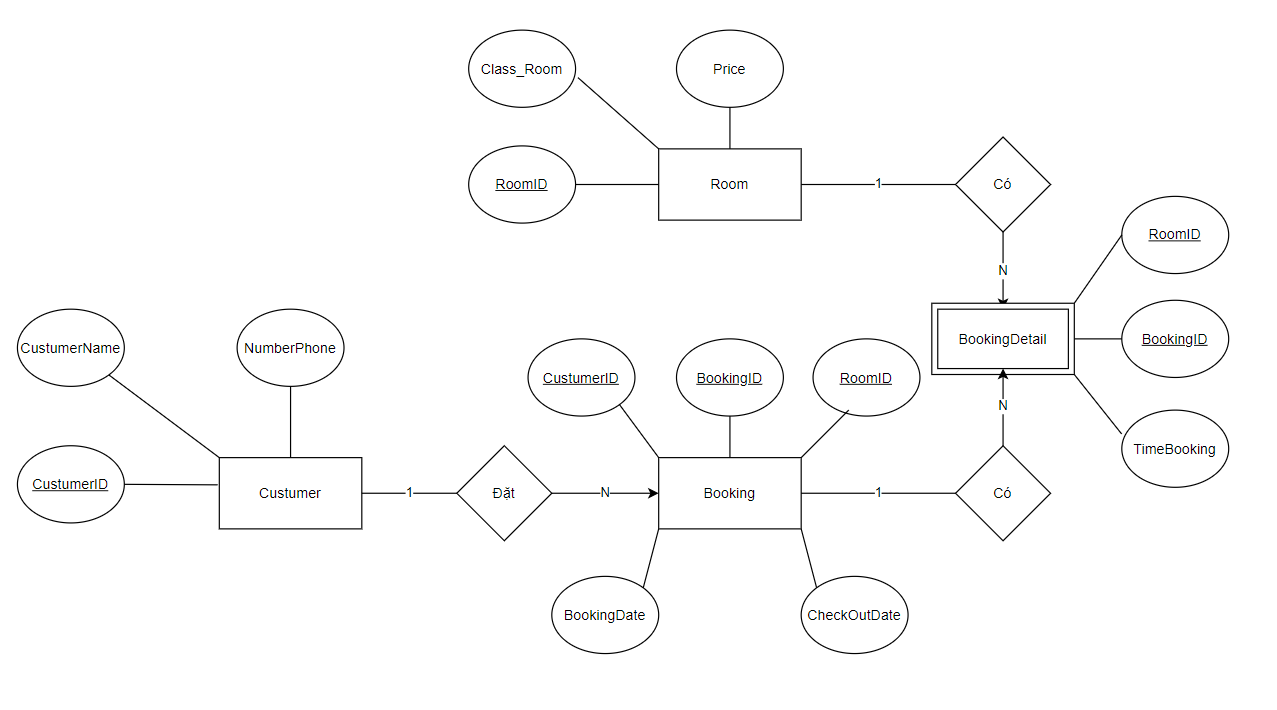 Class_Room
Price
RoomID
Room
1
Có
RoomID
N
BookingDetail
BookingID
TimeBooking
CustumerName
NumberPhone
CustumerID
BookingID
RoomID
N
CustumerID
Custumer
1
Đặt
N
Booking
1
Có
BookingDate
CheckOutDate